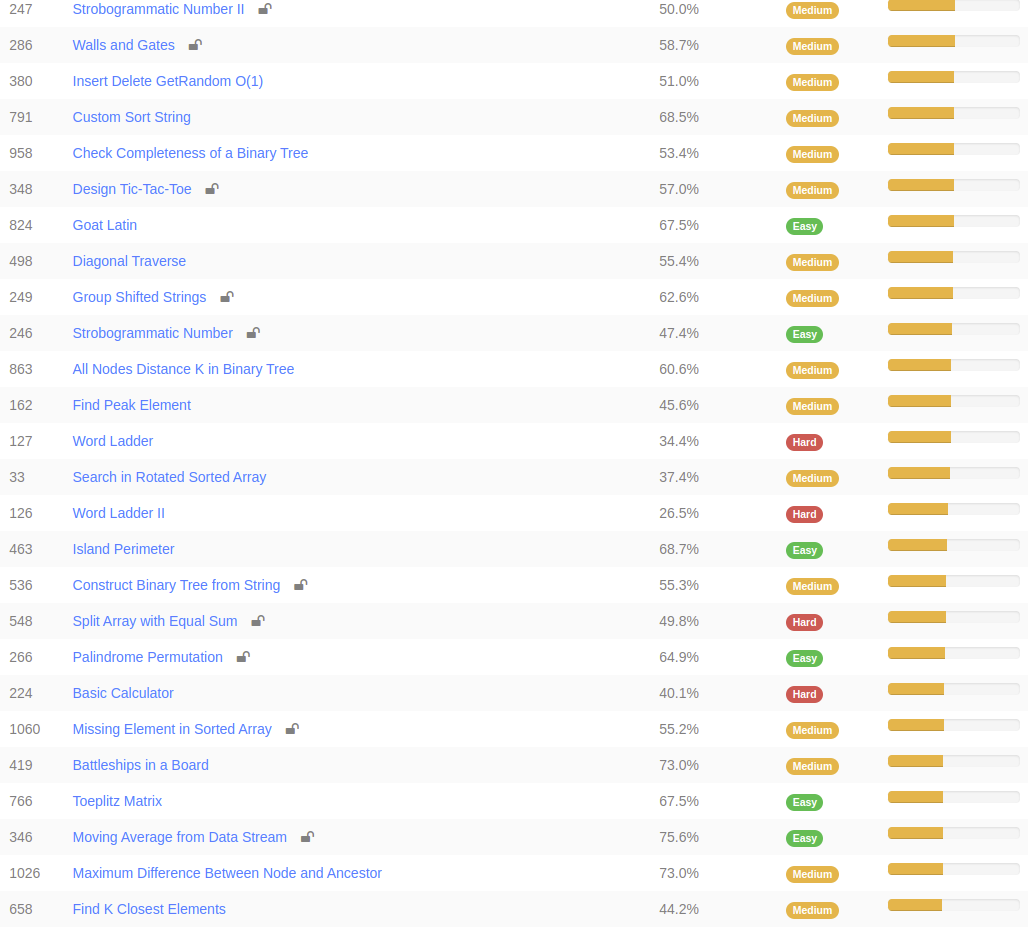 247 Strobogrammatic Number II 50.0% Medium
286 Walls and Gates 58.7% Medium
380 Insert Delete GetRandom O(1) 51.0% Medium
791 Custom Sort String 68.5% Medium
958 Check Completeness of a Binary Tree 53.4% Medium
348 Design Tic-Tac-Toe 57.0% Medium
824 Goat Latin 67.5% Easy
498 Diagonal Traverse 55.4% Medium
249 Group Shifted Strings 62.6% Medium
246 Strobogrammatic Number 47.4% Easy
863 All Nodes Distance K in Binary Tree 60.6% Medium
162 Find Peak Element 45.6% Medium
127 Word Ladder 34.4% Hard
33 Search in Rotated Sorted Array 37.4% Medium
126 Word Ladder II 26.5% Hard
463 Island Perimeter 68.7% Easy
536 Construct Binary Tree from String 55.3% Medium
548 Split Array with Equal Sum 49.8% Hard
266 Palindrome Permutation 64.9% Easy
224 Basic Calculator 40.1% Hard
1060 Missing Element in Sorted Array 55.2% Medium
419 Battleships in a Board 73.0% Medium
766 Toeplitz Matrix 67.5% Easy
346 Moving Average from Data Stream 75.6% Easy
1026 Maximum Difference Between Node and Ancestor 73.0% Medium
658 Find K Closest Elements 44.2% Medium